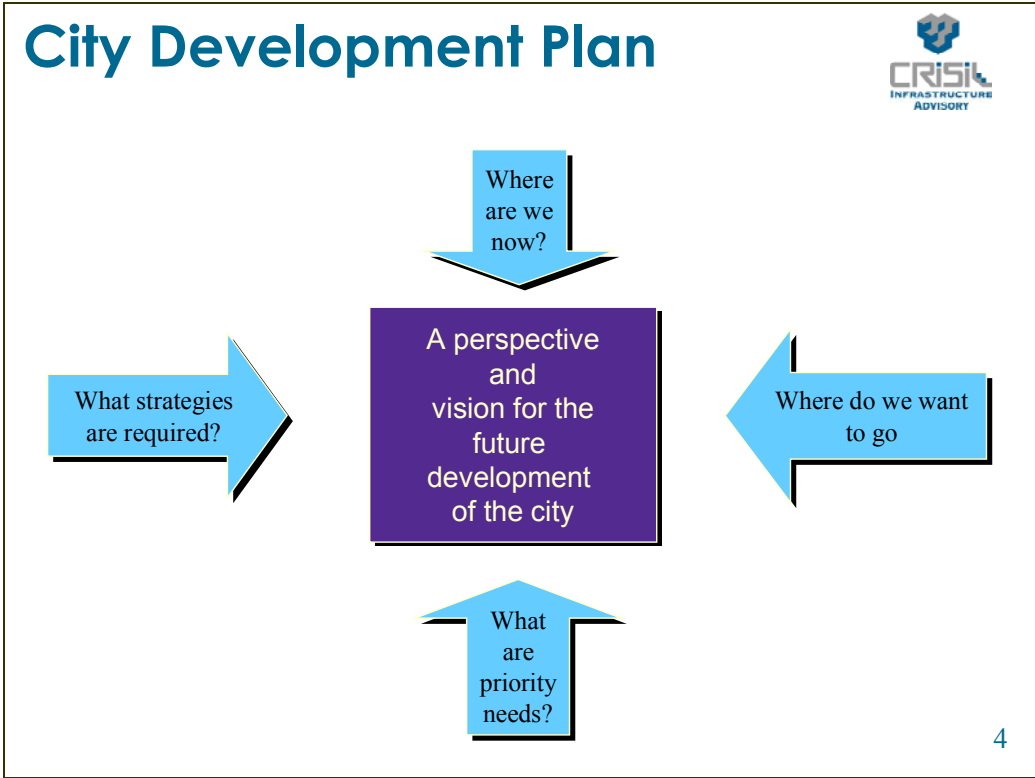 City Development Plan
CRISIL
INFRASTRUCTURE
ADVISORY
Where
are we
now?
What strategies
are required?
A perspective
and
vision for the
future
development
of the city
Where do we want
to go
What
are
priority
needs?
4